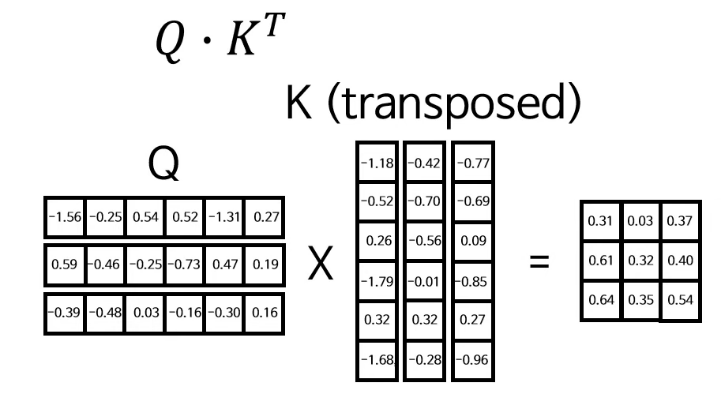 Q · K^T
K (transposed)
Q
-1.18 -0.42 -0.77
-0.52 -0.70 -0.69
-1.56 -0.25 0.54 0.52 -1.31 0.27
0.31 0.03 0.37
0.26 -0.56 0.09
0.59 -0.46 -0.25 -0.73 0.47 0.19
X
=
0.61 0.32 0.40
-1.79 -0.01 -0.85
-0.39 -0.48 0.03 -0.16 -0.30 0.16
0.64 0.35 0.54
0.32 0.32 0.27
-1.68 -0.28 -0.96